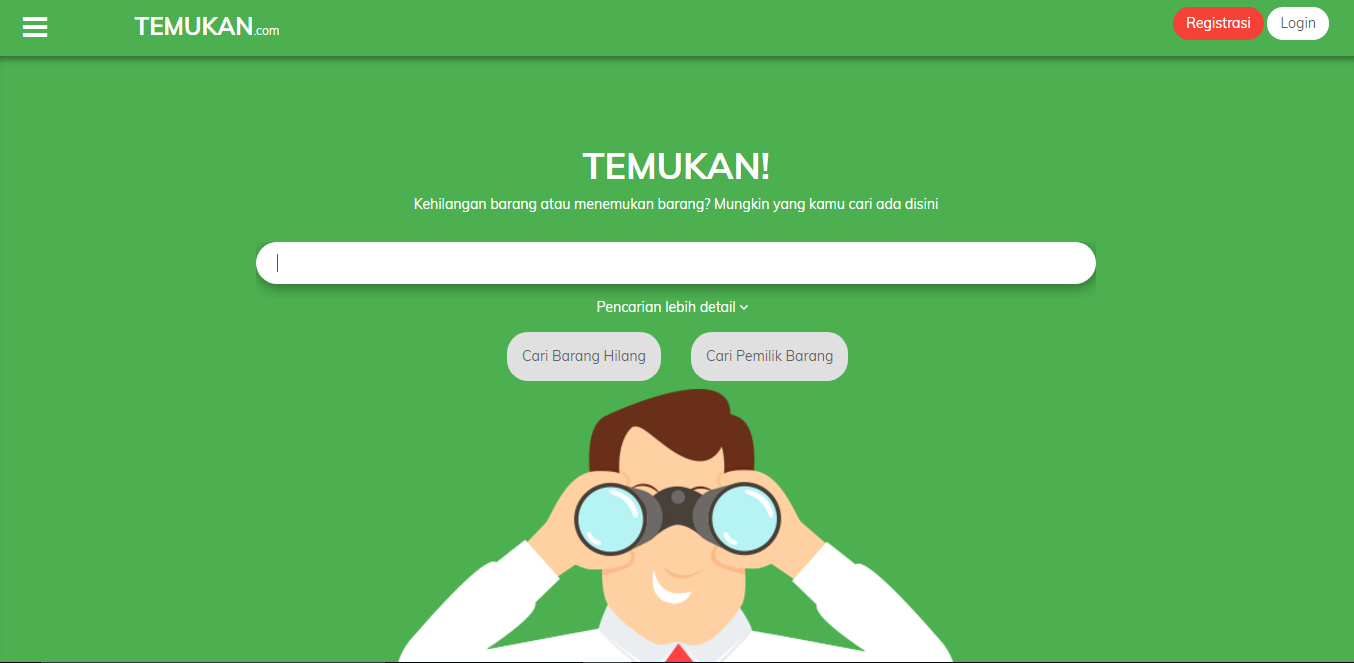 TEMUKAN.com
Registrasi Login
TEMUKAN!
Kehilangan barang atau menemukan barang? Mungkin yang kamu cari ada disini
Pencarian lebih detail
Cari Barang Hilang
Cari Pemilik Barang